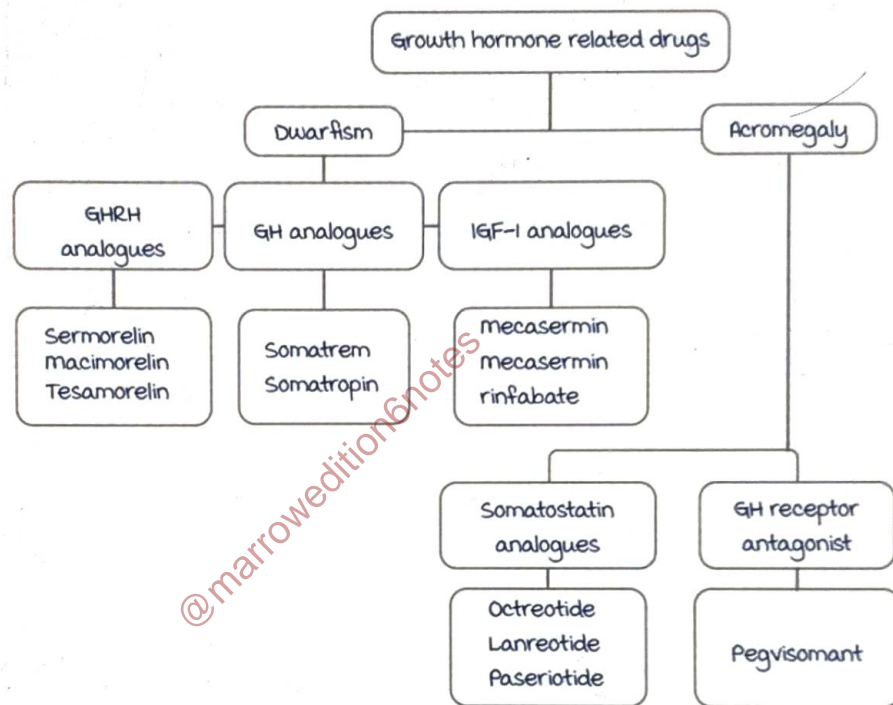 Growth hormone related drugs
Dwarfism
Acromegaly
GHRH
analogues
GH analogues
IGF-1 analogues
Sermorelin
macimorelin
Tesamorelin
Somatrem
Somatropin
mecasermin
mecasermin
rinfabate
Somatostatin
analogues
GH receptor
antagonist
Octreotide
Lanreotide
Paseriotide
Pegvisomant
@marrowedition6notes